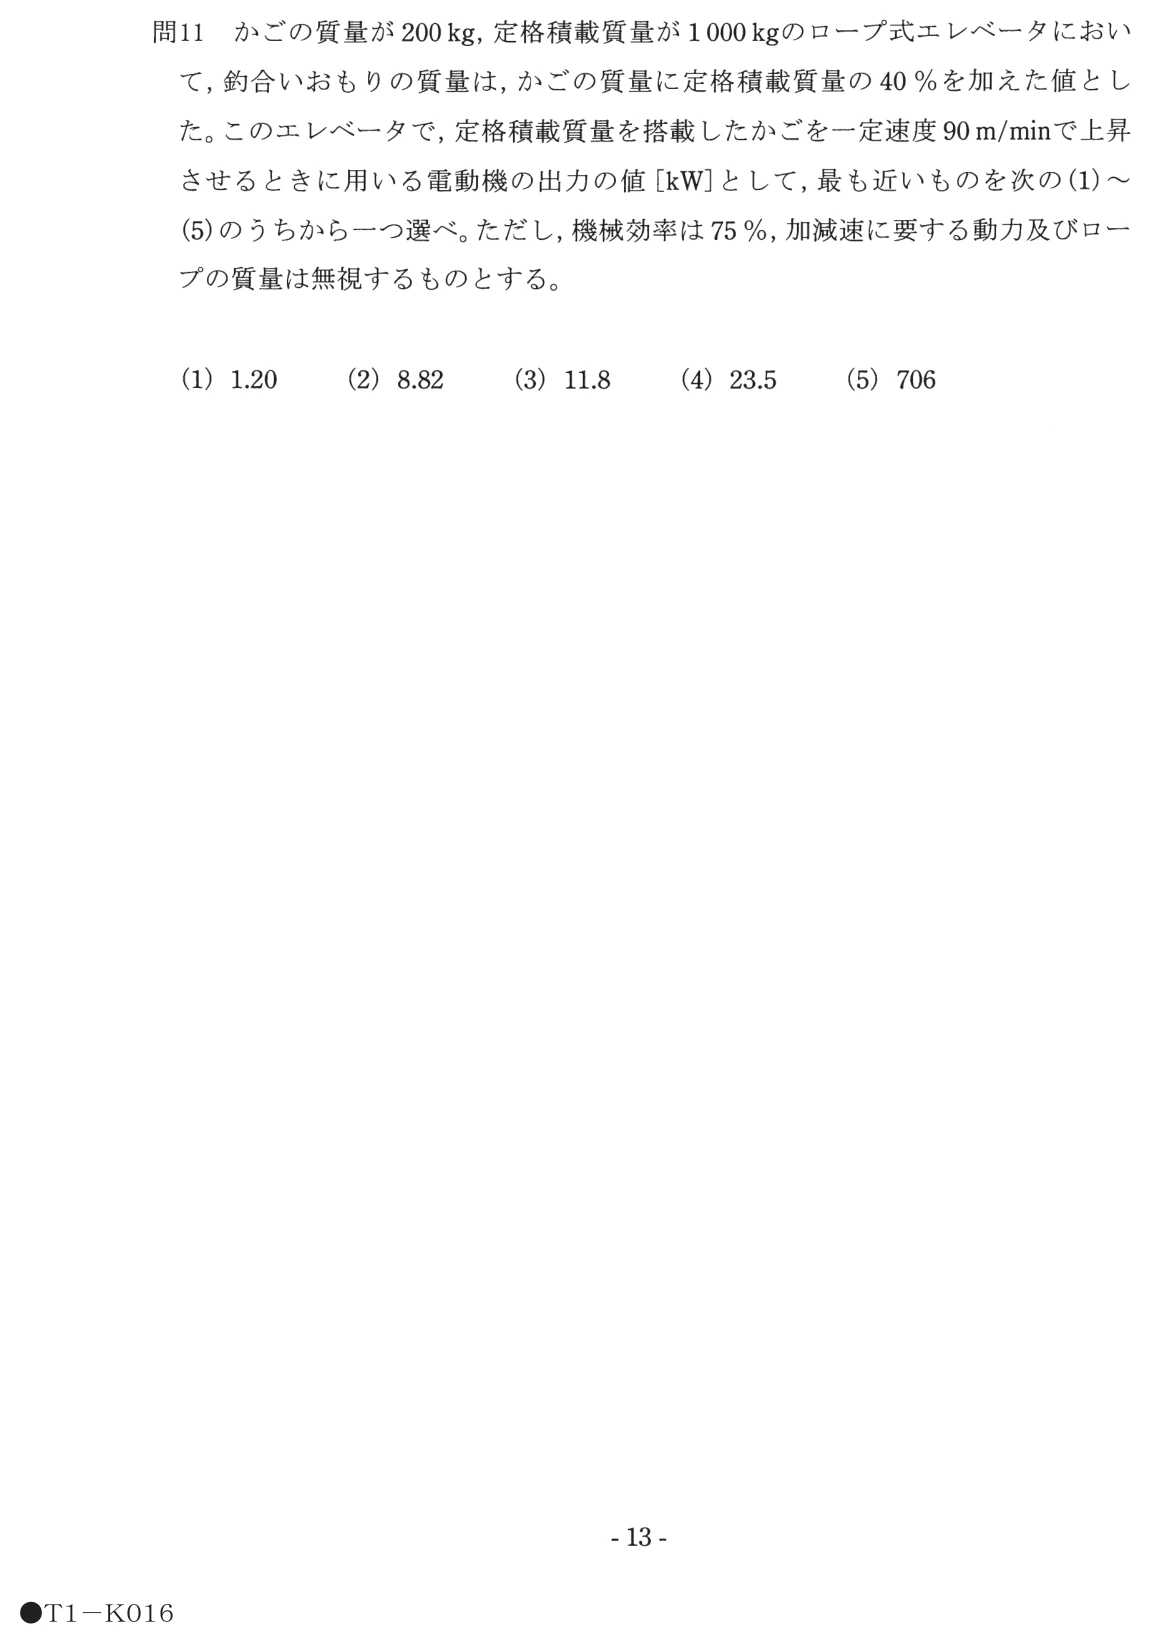 問11　かごの質量が 200 kg, 定格積載質量が 1 000 kgのロープ式エレベータにおい
て, 釣合いおもりの質量は, かごの質量に定格積載質量の 40 %を加えた値とし
た。このエレベータで, 定格積載質量を搭載したかごを一定速度 90 m/minで上昇
させるときに用いる電動機の出力の値 [kW] として, 最も近いものを次の(1)～
(5)のうちから一つ選べ。ただし, 機械効率は 75 %, 加減速に要する動力及びロー
プの質量は無視するものとする。
(1) 1.20　(2) 8.82　(3) 11.8　(4) 23.5　(5) 706
- 13 -
●T1－K016